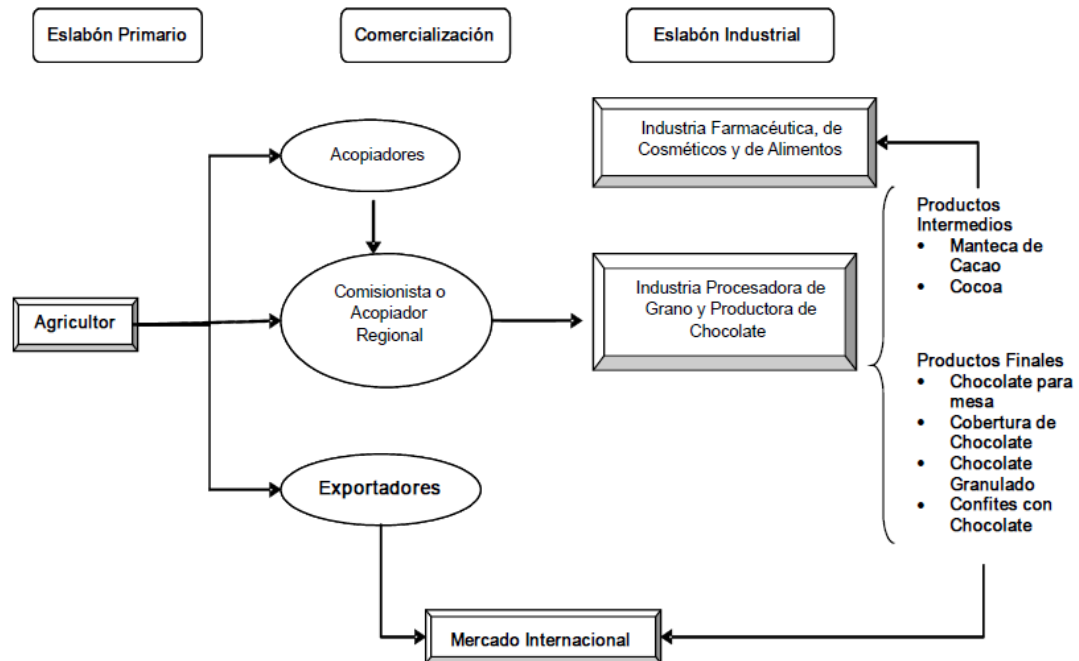 Eslabón Primario
Comercialización
Eslabón Industrial
Acopiadores
Industria Farmacéutica, de
Cosméticos y de Alimentos
Productos
Intermedios
• Manteca de
Cacao
• Cocoa
Agricultor
Comisionista o
Acopiador
Regional
Industria Procesadora de
Grano y Productora de
Chocolate
Productos Finales
• Chocolate para
mesa
• Cobertura de
Chocolate
• Chocolate
Granulado
• Confites con
Chocolate
Exportadores
Mercado Internacional